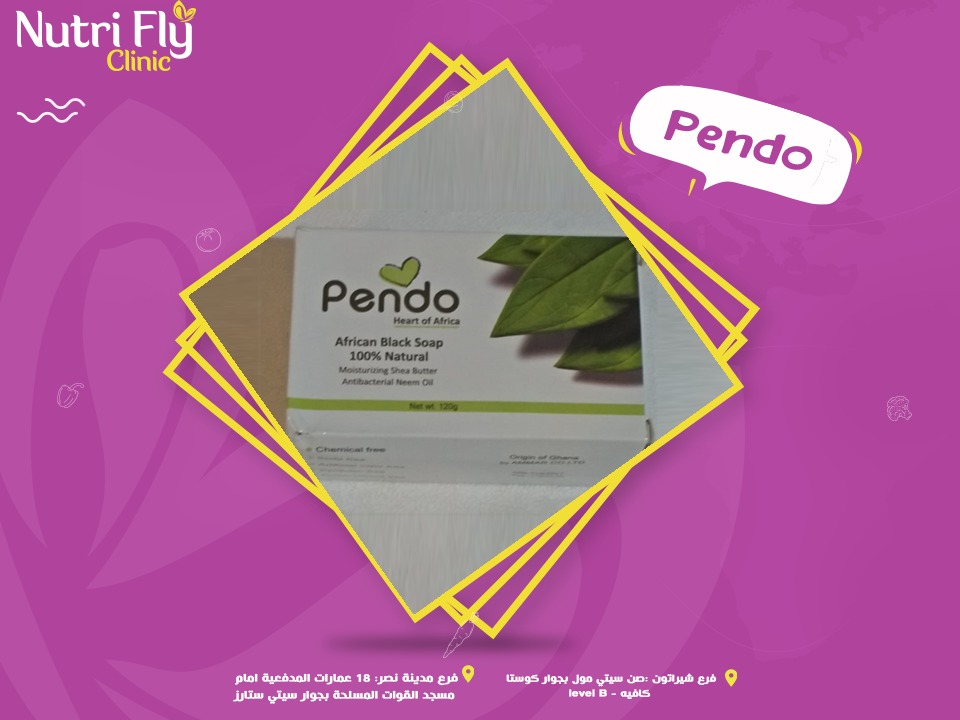 Nutri Fly
Clinic
Pendo
Pendo
Heart of Africa
African Black Soap
100% Natural
Moisturizing Shea Butter
Antibacterial Neem Oil
Net wt. 120g
Chemical free
Origin of Ghana
فرع شيراتون :صن سيتي مول بجوار كوستا
كافيه - level B
فرع مدينة نصر: 18 عمارات المدفعية امام
مسجد القوات المسلحة بجوار سيتي ستارز